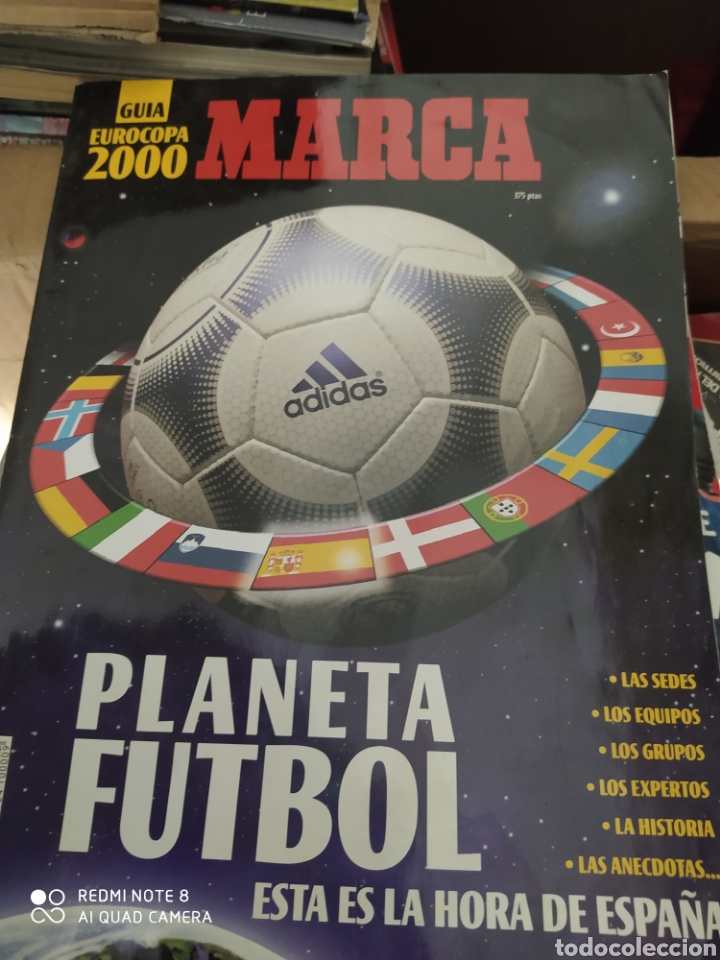 GUIA
EUROCOPA
2000
MARCA
375 ptas
adidas
PLANETA
FUTBOL
• LAS SEDES
• LOS EQUIPOS
• LOS GRUPOS
• LOS EXPERTOS
• LA HISTORIA
• LAS ANECDOTAS...
ESTA ES LA HORA DE ESPAÑA
REDMI NOTE 8
AI QUAD CAMERA
todocoleccion